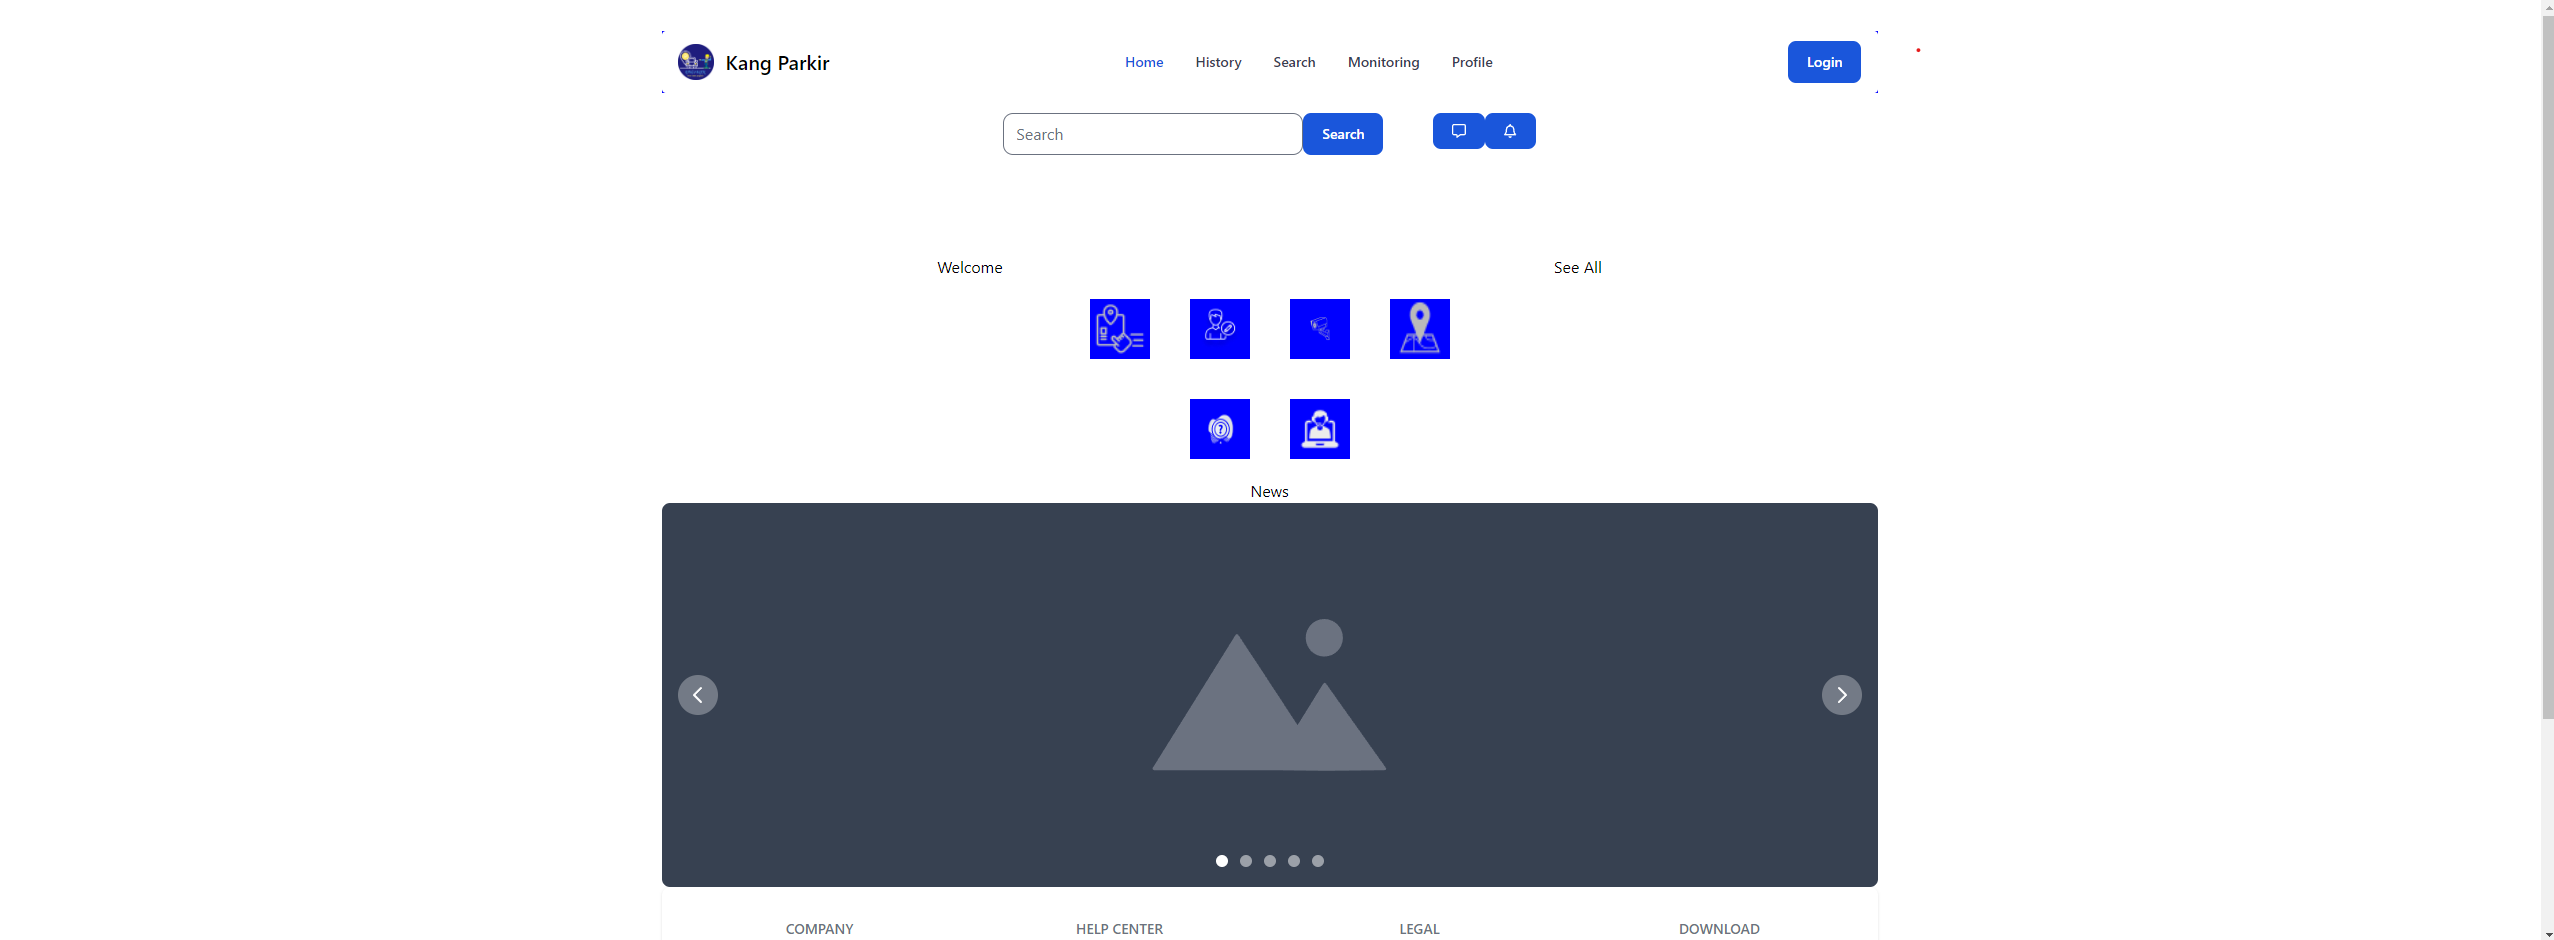 Kang Parkir
Home History Search Monitoring Profile
Login
Search
Search
Welcome
See All
News
COMPANY
HELP CENTER
LEGAL
DOWNLOAD